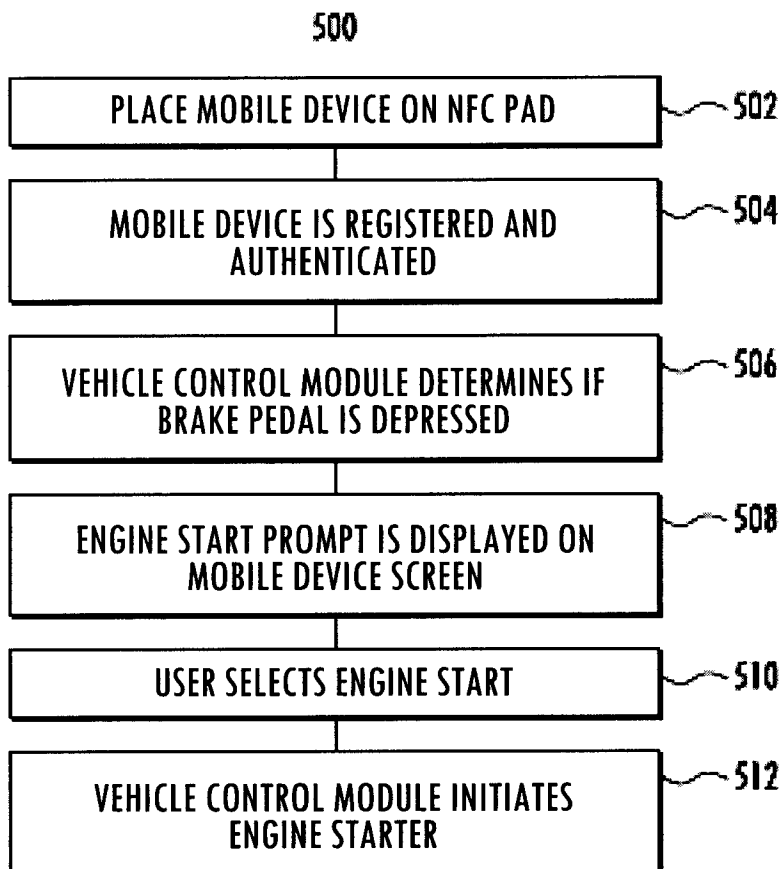 500
PLACE MOBILE DEVICE ON NFC PAD
502
MOBILE DEVICE IS REGISTERED AND
AUTHENTICATED
504
VEHICLE CONTROL MODULE DETERMINES IF
BRAKE PEDAL IS DEPRESSED
506
ENGINE START PROMPT IS DISPLAYED ON
MOBILE DEVICE SCREEN
508
USER SELECTS ENGINE START
510
VEHICLE CONTROL MODULE INITIATES
ENGINE STARTER
512